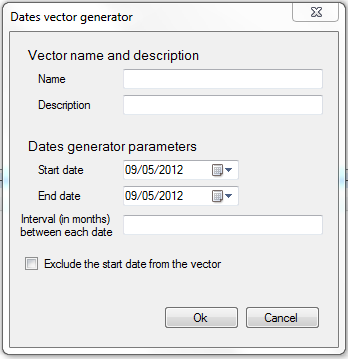 Dates vector generator
Vector name and description
Name
Description
Dates generator parameters
Start date 09/05/2012
End date 09/05/2012
Interval (in months)
between each date
Exclude the start date from the vector
Ok Cancel